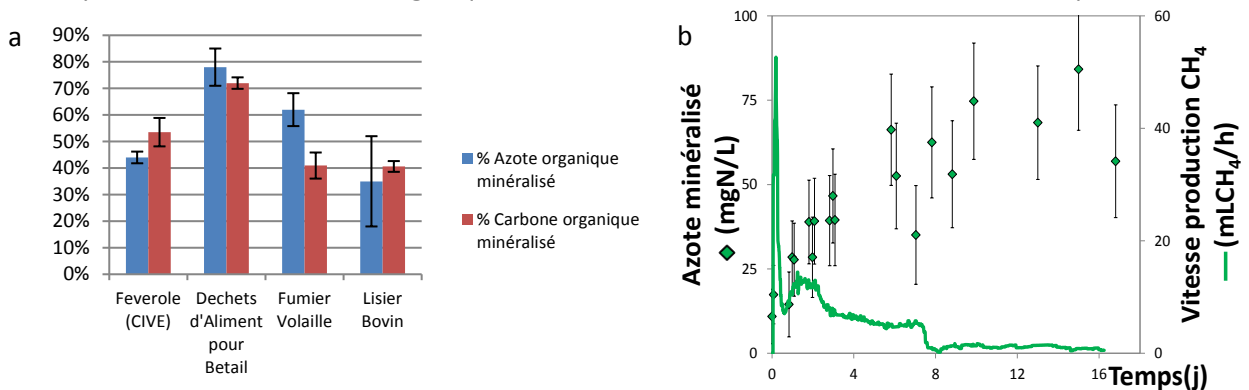 a
90%
80%
70%
60%
50%
40%
30%
20%
10%
0%
Feverole
(CIVE)
Dechets
d'Aliment
pour
Betail
Fumier
Volaille
Lisier
Bovin
% Azote organique
minéralisé
% Carbone organique
minéralisé
b
Azote minéralisé
(mgN/L)
100
75
50
25
0
0
4
8
12
16
Temps(j)
60
40
20
0
Vitesse production CH4
(mLCH4/h)